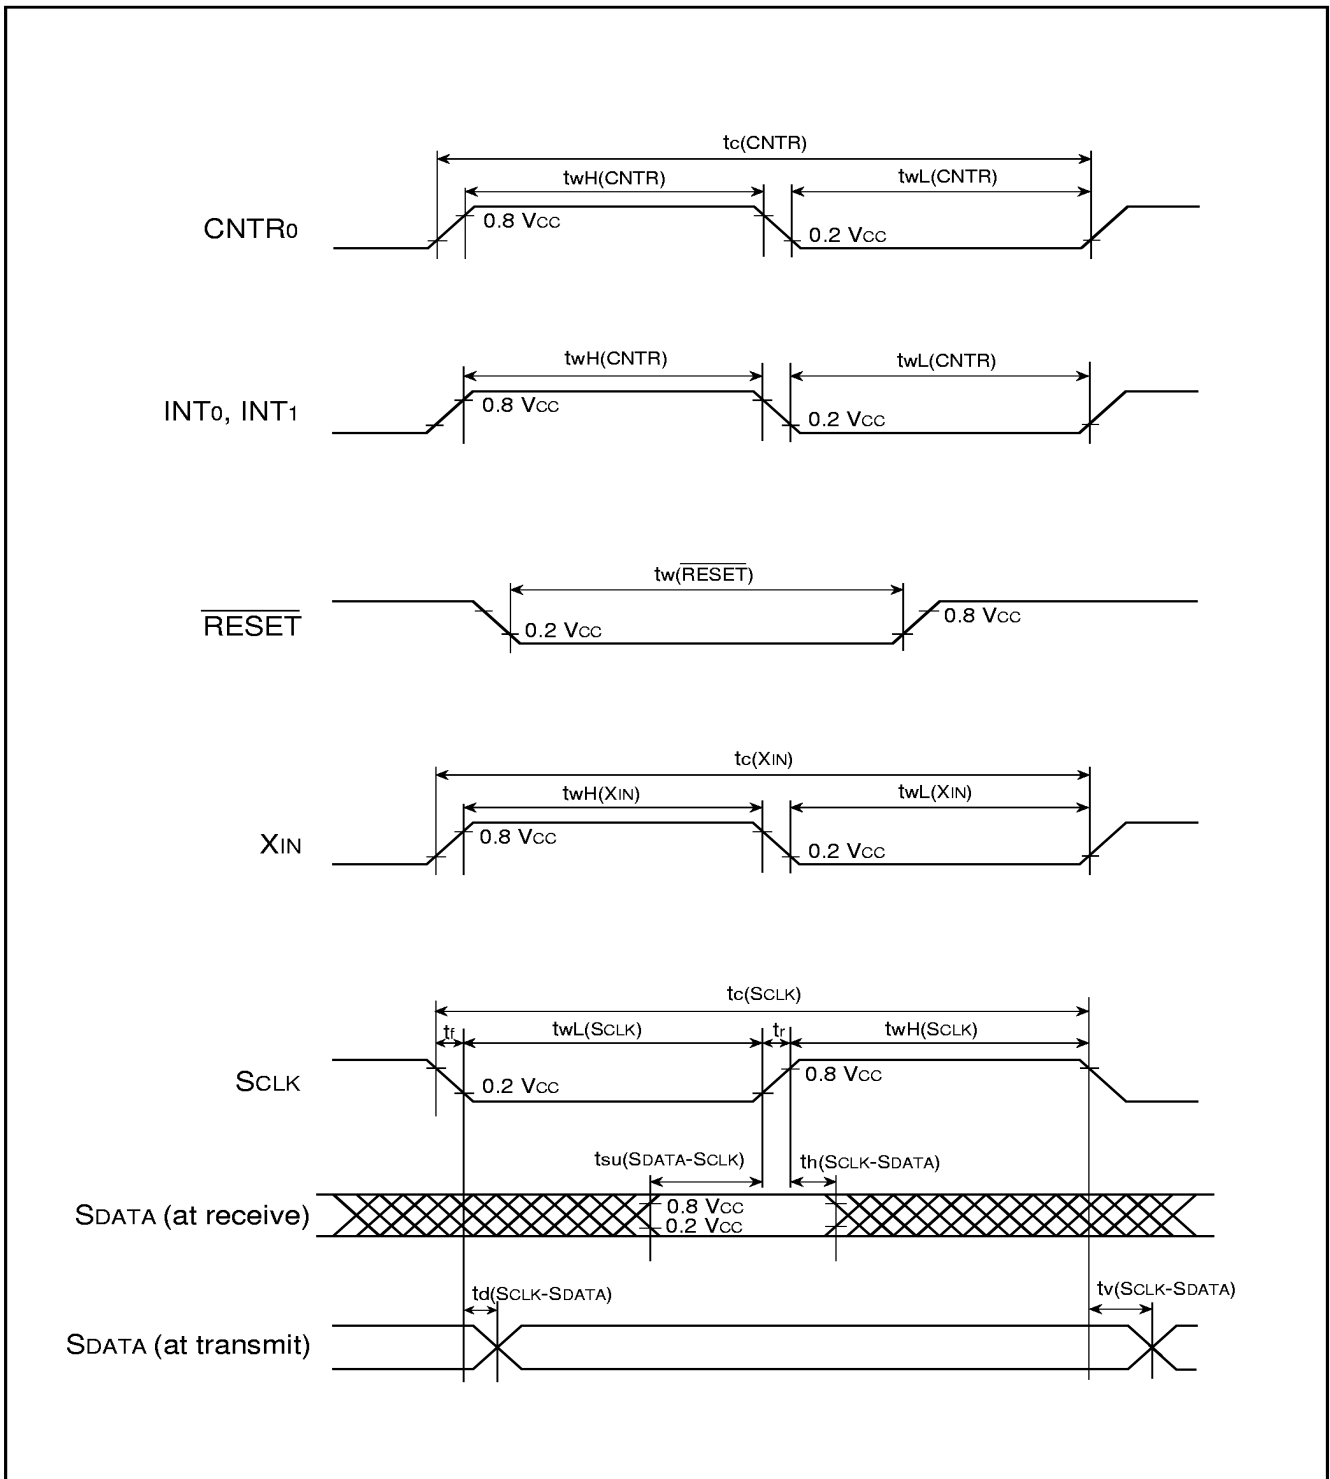 tc(CNTR)
twH(CNTR) twL(CNTR)
CNTR0 0.8 VCC 0.2 VCC
twH(CNTR) twL(CNTR)
INT0, INT1 0.8 VCC 0.2 VCC
tw(RESET)
RESET 0.2 VCC 0.8 VCC
tc(XIN)
twH(XIN) twL(XIN)
XIN 0.8 VCC 0.2 VCC
tc(SCLK)
tf twL(SCLK) tr twH(SCLK)
SCLK 0.2 VCC 0.8 VCC
tsu(SDATA-SCLK) th(SCLK-SDATA)
SDATA (at receive) 0.8 VCC
0.2 VCC
td(SCLK-SDATA) tv(SCLK-SDATA)
SDATA (at transmit)